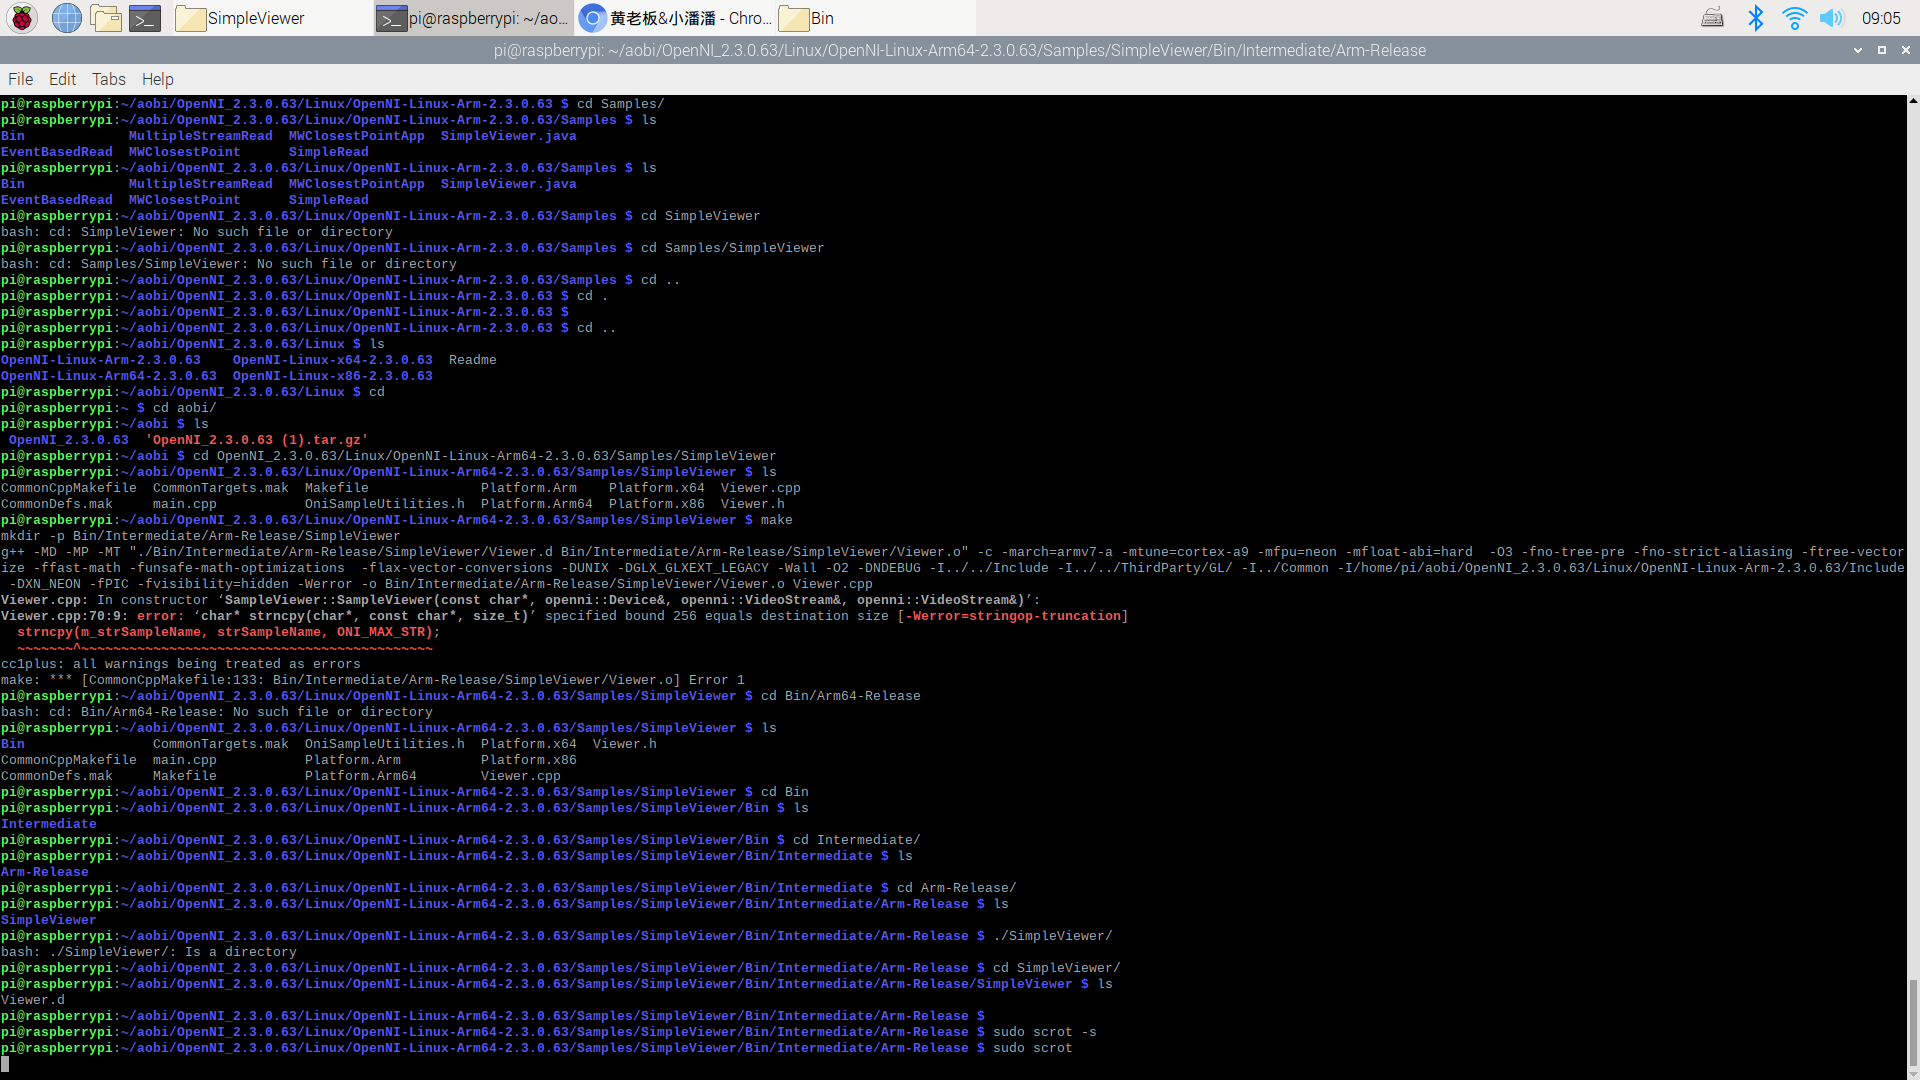 SimpleViewer
pi@raspberrypi: ~/ao...
黄老板&小潘潘 - Chro...
Bin
09:05
pi@raspberrypi: ~/aobi/OpenNI_2.3.0.63/Linux/OpenNI-Linux-Arm64-2.3.0.63/Samples/SimpleViewer/Bin/Intermediate/Arm-Release
File Edit Tabs Help
pi@raspberrypi:~/aobi/OpenNI_2.3.0.63/Linux/OpenNI-Linux-Arm-2.3.0.63 $ cd Samples/
pi@raspberrypi:~/aobi/OpenNI_2.3.0.63/Linux/OpenNI-Linux-Arm-2.3.0.63/Samples $ ls
Bin MultipleStreamRead MWClosestPointApp SimpleViewer.java
EventBasedRead MWClosestPoint SimpleRead
pi@raspberrypi:~/aobi/OpenNI_2.3.0.63/Linux/OpenNI-Linux-Arm-2.3.0.63/Samples $ ls
Bin MultipleStreamRead MWClosestPointApp SimpleViewer.java
EventBasedRead MWClosestPoint SimpleRead
pi@raspberrypi:~/aobi/OpenNI_2.3.0.63/Linux/OpenNI-Linux-Arm-2.3.0.63/Samples $ cd SimpleViewer
bash: cd: SimpleViewer: No such file or directory
pi@raspberrypi:~/aobi/OpenNI_2.3.0.63/Linux/OpenNI-Linux-Arm-2.3.0.63/Samples $ cd Samples/SimpleViewer
bash: cd: Samples/SimpleViewer: No such file or directory
pi@raspberrypi:~/aobi/OpenNI_2.3.0.63/Linux/OpenNI-Linux-Arm-2.3.0.63/Samples $ cd ..
pi@raspberrypi:~/aobi/OpenNI_2.3.0.63/Linux/OpenNI-Linux-Arm-2.3.0.63 $ cd .
pi@raspberrypi:~/aobi/OpenNI_2.3.0.63/Linux/OpenNI-Linux-Arm-2.3.0.63 $
pi@raspberrypi:~/aobi/OpenNI_2.3.0.63/Linux/OpenNI-Linux-Arm-2.3.0.63 $ cd ..
pi@raspberrypi:~/aobi/OpenNI_2.3.0.63/Linux $ ls
OpenNI-Linux-Arm-2.3.0.63 OpenNI-Linux-x64-2.3.0.63 Readme
OpenNI-Linux-Arm64-2.3.0.63 OpenNI-Linux-x86-2.3.0.63
pi@raspberrypi:~/aobi/OpenNI_2.3.0.63/Linux $ cd
pi@raspberrypi:~ $ cd aobi/
pi@raspberrypi:~/aobi $ ls
OpenNI_2.3.0.63 'OpenNI_2.3.0.63 (1).tar.gz'
pi@raspberrypi:~/aobi $ cd OpenNI_2.3.0.63/Linux/OpenNI-Linux-Arm64-2.3.0.63/Samples/SimpleViewer
pi@raspberrypi:~/aobi/OpenNI_2.3.0.63/Linux/OpenNI-Linux-Arm64-2.3.0.63/Samples/SimpleViewer $ ls
CommonCppMakefile CommonTargets.mak Makefile Platform.Arm Platform.x64 Viewer.cpp
CommonDefs.mak main.cpp OniSampleUtilities.h Platform.Arm64 Platform.x86 Viewer.h
pi@raspberrypi:~/aobi/OpenNI_2.3.0.63/Linux/OpenNI-Linux-Arm64-2.3.0.63/Samples/SimpleViewer $ make
mkdir -p Bin/Intermediate/Arm-Release/SimpleViewer
g++ -MD -MP -MT "./Bin/Intermediate/Arm-Release/SimpleViewer/Viewer.d Bin/Intermediate/Arm-Release/SimpleViewer/Viewer.o" -c -march=armv7-a -mtune=cortex-a9 -mfpu=neon -mfloat-abi=hard -O3 -fno-tree-pre -fno-strict-aliasing -ftree-vector
ize -ffast-math -funsafe-math-optimizations -flax-vector-conversions -DUNIX -DGLX_GLXEXT_LEGACY -Wall -O2 -DNDEBUG -I../../Include -I../../ThirdParty/GL/ -I../Common -I/home/pi/aobi/OpenNI_2.3.0.63/Linux/OpenNI-Linux-Arm-2.3.0.63/Include
-DXN_NEON -fPIC -fvisibility=hidden -Werror -o Bin/Intermediate/Arm-Release/SimpleViewer/Viewer.o Viewer.cpp
Viewer.cpp: In constructor ‘SampleViewer::SampleViewer(const char*, openni::Device&, openni::VideoStream&, openni::VideoStream&)’:
Viewer.cpp:70:9: error: ‘char* strncpy(char*, const char*, size_t)’ specified bound 256 equals destination size [-Werror=stringop-truncation]
strncpy(m_strSampleName, strSampleName, ONI_MAX_STR);
~~~~~~~^~~~~~~~~~~~~~~~~~~~~~~~~~~~~~~~~~~~~~~~~~~~~
cc1plus: all warnings being treated as errors
make: *** [CommonCppMakefile:133: Bin/Intermediate/Arm-Release/SimpleViewer/Viewer.o] Error 1
pi@raspberrypi:~/aobi/OpenNI_2.3.0.63/Linux/OpenNI-Linux-Arm64-2.3.0.63/Samples/SimpleViewer $ cd Bin/Arm64-Release
bash: cd: Bin/Arm64-Release: No such file or directory
pi@raspberrypi:~/aobi/OpenNI_2.3.0.63/Linux/OpenNI-Linux-Arm64-2.3.0.63/Samples/SimpleViewer $ ls
Bin CommonTargets.mak OniSampleUtilities.h Platform.x64 Viewer.h
CommonCppMakefile main.cpp Platform.Arm Platform.x86
CommonDefs.mak Makefile Platform.Arm64 Viewer.cpp
pi@raspberrypi:~/aobi/OpenNI_2.3.0.63/Linux/OpenNI-Linux-Arm64-2.3.0.63/Samples/SimpleViewer $ cd Bin
pi@raspberrypi:~/aobi/OpenNI_2.3.0.63/Linux/OpenNI-Linux-Arm64-2.3.0.63/Samples/SimpleViewer/Bin $ ls
Intermediate
pi@raspberrypi:~/aobi/OpenNI_2.3.0.63/Linux/OpenNI-Linux-Arm64-2.3.0.63/Samples/SimpleViewer/Bin $ cd Intermediate/
pi@raspberrypi:~/aobi/OpenNI_2.3.0.63/Linux/OpenNI-Linux-Arm64-2.3.0.63/Samples/SimpleViewer/Bin/Intermediate $ ls
Arm-Release
pi@raspberrypi:~/aobi/OpenNI_2.3.0.63/Linux/OpenNI-Linux-Arm64-2.3.0.63/Samples/SimpleViewer/Bin/Intermediate $ cd Arm-Release/
pi@raspberrypi:~/aobi/OpenNI_2.3.0.63/Linux/OpenNI-Linux-Arm64-2.3.0.63/Samples/SimpleViewer/Bin/Intermediate/Arm-Release $ ls
SimpleViewer
pi@raspberrypi:~/aobi/OpenNI_2.3.0.63/Linux/OpenNI-Linux-Arm64-2.3.0.63/Samples/SimpleViewer/Bin/Intermediate/Arm-Release $ ./SimpleViewer/
bash: ./SimpleViewer/: Is a directory
pi@raspberrypi:~/aobi/OpenNI_2.3.0.63/Linux/OpenNI-Linux-Arm64-2.3.0.63/Samples/SimpleViewer/Bin/Intermediate/Arm-Release $ cd SimpleViewer/
pi@raspberrypi:~/aobi/OpenNI_2.3.0.63/Linux/OpenNI-Linux-Arm64-2.3.0.63/Samples/SimpleViewer/Bin/Intermediate/Arm-Release/SimpleViewer $ ls
Viewer.d
pi@raspberrypi:~/aobi/OpenNI_2.3.0.63/Linux/OpenNI-Linux-Arm64-2.3.0.63/Samples/SimpleViewer/Bin/Intermediate/Arm-Release $
pi@raspberrypi:~/aobi/OpenNI_2.3.0.63/Linux/OpenNI-Linux-Arm64-2.3.0.63/Samples/SimpleViewer/Bin/Intermediate/Arm-Release $ sudo scrot -s
pi@raspberrypi:~/aobi/OpenNI_2.3.0.63/Linux/OpenNI-Linux-Arm64-2.3.0.63/Samples/SimpleViewer/Bin/Intermediate/Arm-Release $ sudo scrot